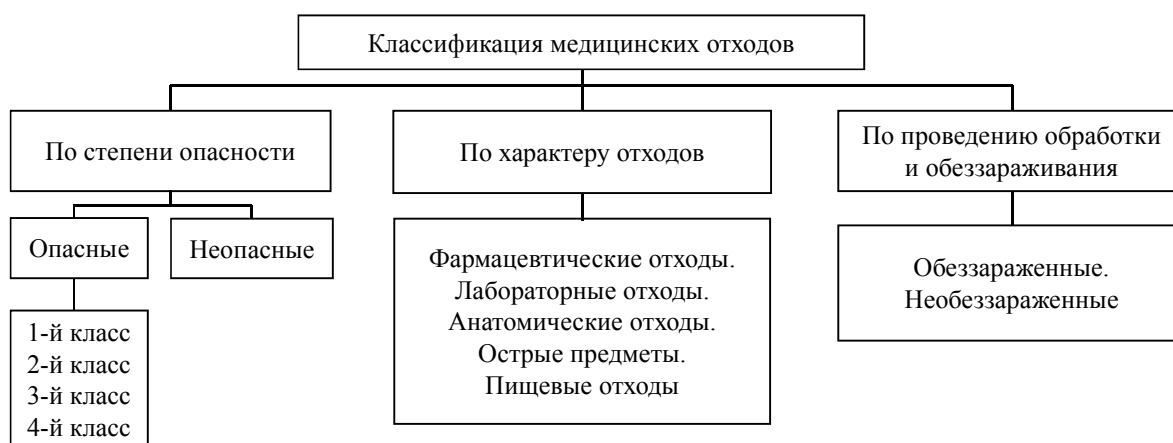 Классификация медицинских отходов
По степени опасности
По характеру отходов
По проведению обработки
и обеззараживания
Опасные
Неопасные
1-й класс
2-й класс
3-й класс
4-й класс
Фармацевтические отходы.
Лабораторные отходы.
Анатомические отходы.
Острые предметы.
Пищевые отходы
Обеззараженные.
Необеззараженные